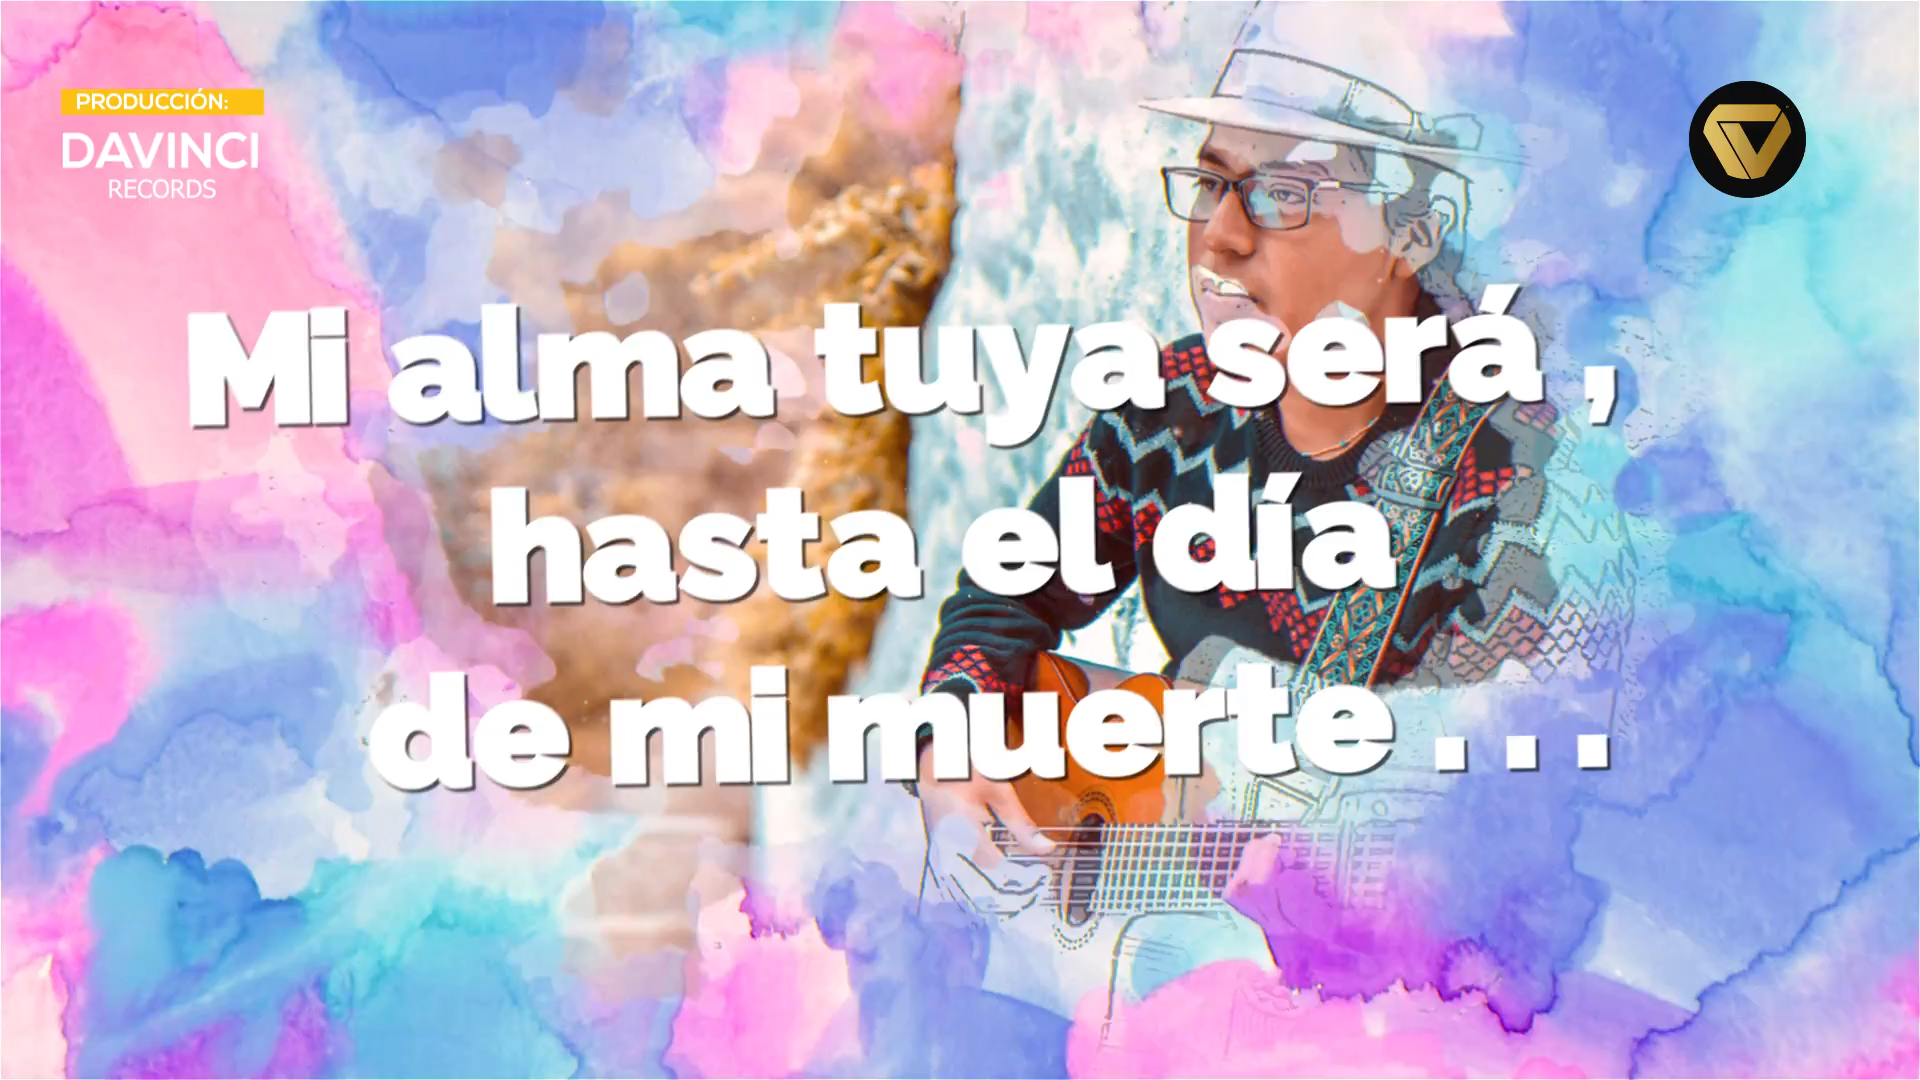 PRODUCCIÓN:
DAVINCI
RECORDS
Mi alma tuya será ,
hasta el día
de mi muerte . . .